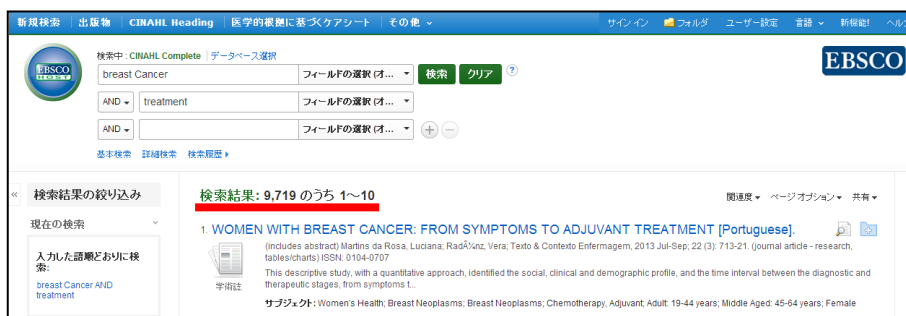 新規検索 出版物 CINAHL Heading 医学的根拠に基づくケアシート その他 サインイン フォルダ ユーザー設定 言語 新機能! ヘル
EBSCO HOST
検索中: CINAHL Complete データベース選択
EBSCO
breast Cancer フィールドの選択 (オ... 検索 クリア ?
AND treatment フィールドの選択 (オ...
AND フィールドの選択 (オ...
基本検索 詳細検索 検索履歴
« 検索結果の絞り込み
検索結果: 9,719 のうち 1～10
関連度 ページ オプション 共有
現在の検索
入力した語順どおりに検索:
breast Cancer AND
treatment
1. WOMEN WITH BREAST CANCER: FROM SYMPTOMS TO ADJUVANT TREATMENT [Portuguese].
(includes abstract) Martins da Rosa, Luciana; RadÃ¼nz, Vera; Texto & Contexto Enfermagem, 2013 Jul-Sep; 22 (3): 713-21. (journal article - research,
tables/charts) ISSN: 0104-0707
学術誌
This descriptive study, with a quantitative approach, identified the social, clinical and demographic profile, and the time interval between the diagnostic and
therapeutic stages, from symptoms t...
サブジェクト: Women's Health; Breast Neoplasms; Breast Neoplasms; Chemotherapy, Adjuvant; Adult: 19-44 years; Middle Aged: 45-64 years; Female